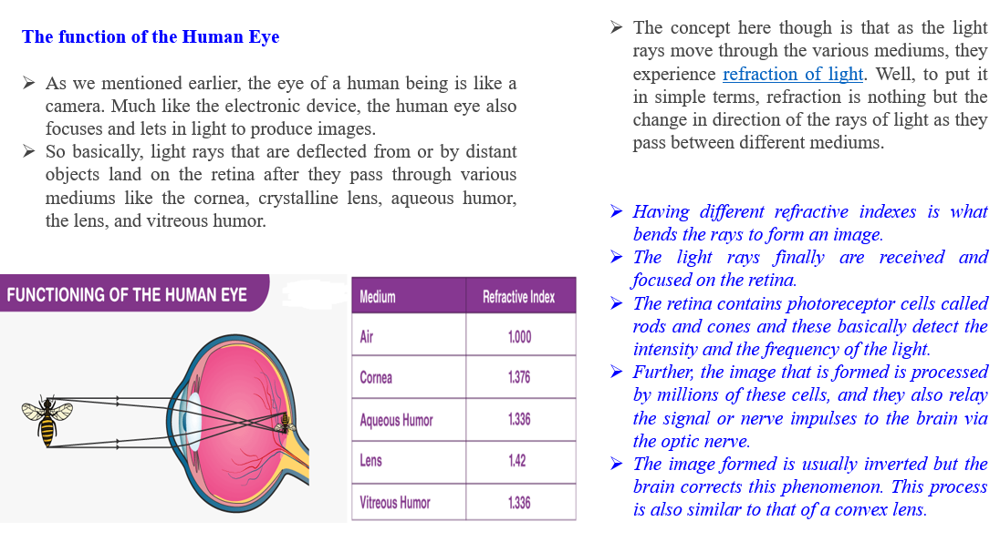 The function of the Human Eye
➢ As we mentioned earlier, the eye of a human being is like a
camera. Much like the electronic device, the human eye also
focuses and lets in light to produce images.
➢ So basically, light rays that are deflected from or by distant
objects land on the retina after they pass through various
mediums like the cornea, crystalline lens, aqueous humor,
the lens, and vitreous humor.
FUNCTIONING OF THE HUMAN EYE
Medium Refractive Index
Air 1.000
Cornea 1.376
Aqueous Humor 1.336
Lens 1.42
Vitreous Humor 1.336
➢ The concept here though is that as the light
rays move through the various mediums, they
experience refraction of light. Well, to put it
in simple terms, refraction is nothing but the
change in direction of the rays of light as they
pass between different mediums.
➢ Having different refractive indexes is what
bends the rays to form an image.
➢ The light rays finally are received and
focused on the retina.
➢ The retina contains photoreceptor cells called
rods and cones and these basically detect the
intensity and the frequency of the light.
➢ Further, the image that is formed is processed
by millions of these cells, and they also relay
the signal or nerve impulses to the brain via
the optic nerve.
➢ The image formed is usually inverted but the
brain corrects this phenomenon. This process
is also similar to that of a convex lens.